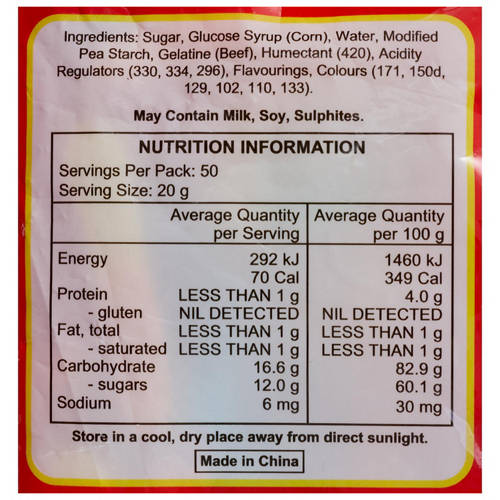 Ingredients: Sugar, Glucose Syrup (Corn), Water, Modified
Pea Starch, Gelatine (Beef), Humectant (420), Acidity
Regulators (330, 334, 296), Flavourings, Colours (171, 150d,
129, 102, 110, 133).
May Contain Milk, Soy, Sulphites.
NUTRITION INFORMATION
Servings Per Pack: 50
Serving Size: 20 g
Average Quantity per Serving Average Quantity per 100 g
Energy 292 kJ 1460 kJ
70 Cal 349 Cal
Protein LESS THAN 1 g 4.0 g
- gluten NIL DETECTED NIL DETECTED
Fat, total LESS THAN 1 g LESS THAN 1 g
- saturated LESS THAN 1 g LESS THAN 1 g
Carbohydrate 16.6 g 82.9 g
- sugars 12.0 g 60.1 g
Sodium 6 mg 30 mg
Store in a cool, dry place away from direct sunlight.
Made in China